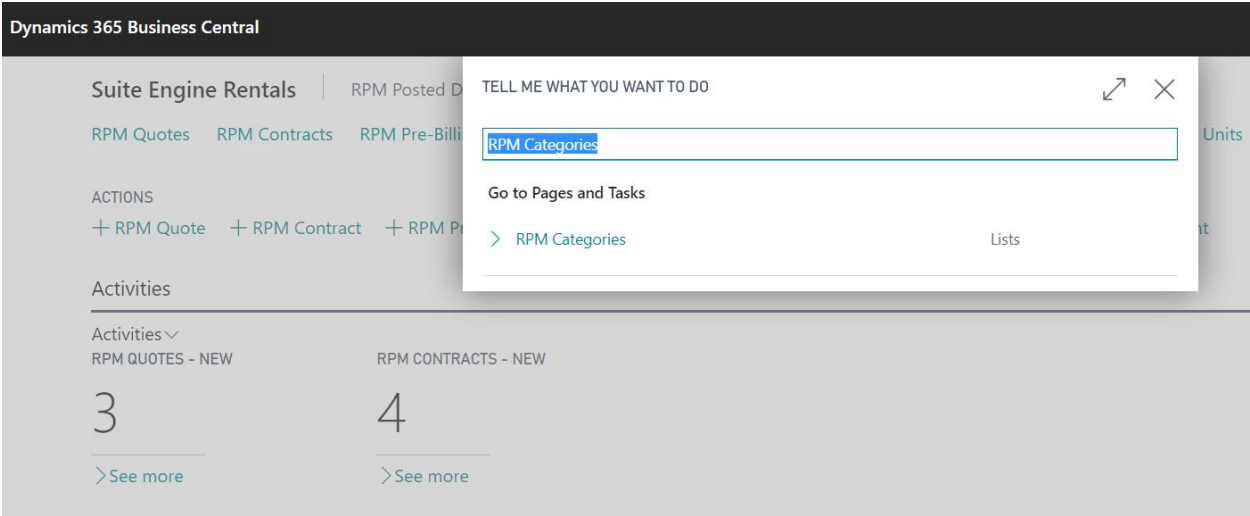 Dynamics 365 Business Central
Suite Engine Rentals RPM Posted D
TELL ME WHAT YOU WANT TO DO
RPM Quotes RPM Contracts RPM Pre-Billi
RPM Categories
Units
Go to Pages and Tasks
ACTIONS
+ RPM Quote + RPM Contract + RPM Pr
> RPM Categories Lists
nt
Activities
Activities
RPM QUOTES - NEW RPM CONTRACTS - NEW
3 4
>See more >See more